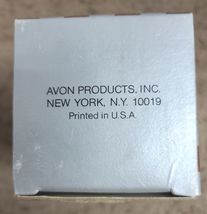 AVON PRODUCTS, INC.
NEW YORK, N.Y. 10019
Printed in U.S.A.